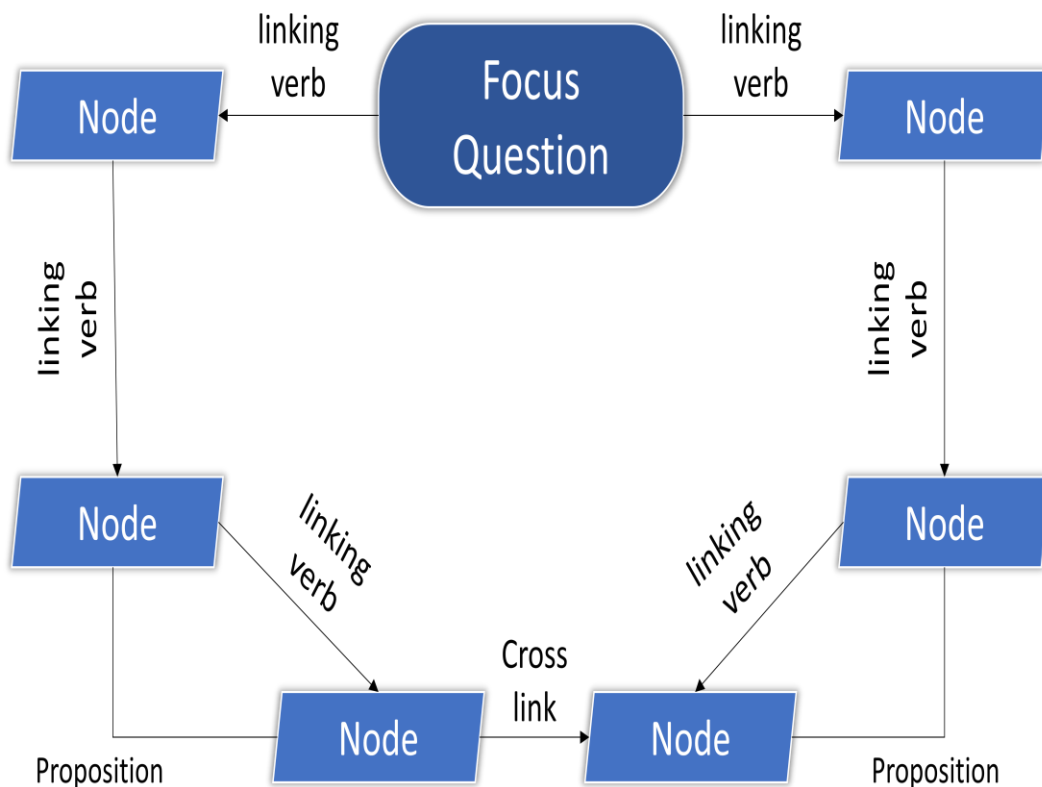 linking
verb
Focus
Question
linking
verb
Node
Node
linking
verb
linking
verb
Node
linking
verb
linking
verb
Node
Cross
link
Node
Node
Proposition
Proposition